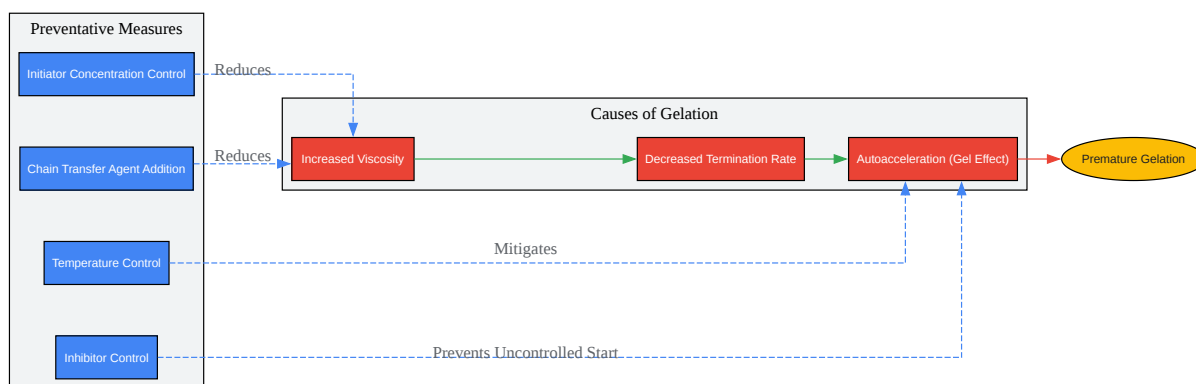 Preventative Measures
Initiator Concentration Control
Reduces
Causes of Gelation
Chain Transfer Agent Addition
Reduces
Increased Viscosity
Decreased Termination Rate
Autoacceleration (Gel Effect)
Premature Gelation
Temperature Control
Mitigates
Inhibitor Control
Prevents Uncontrolled Start